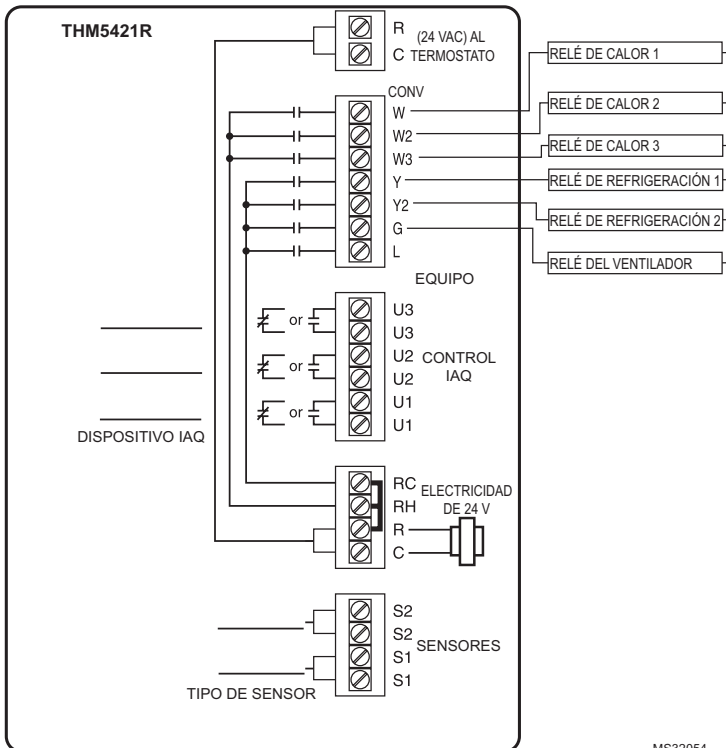 THM5421R
R
(24 VAC) AL
C TERMOSTATO
CONV
W
W2
W3
Y
Y2
G
L
EQUIPO
RELÉ DE CALOR 1
RELÉ DE CALOR 2
RELÉ DE CALOR 3
RELÉ DE REFRIGERACIÓN 1
RELÉ DE REFRIGERACIÓN 2
RELÉ DEL VENTILADOR
or U3
U3
or U2
U2
or U1
U1
CONTROL
IAQ
DISPOSITIVO IAQ
RC
RH
R
C
ELECTRICIDAD
DE 24 V
S2
S2
S1
S1
SENSORES
TIPO DE SENSOR
MS32054